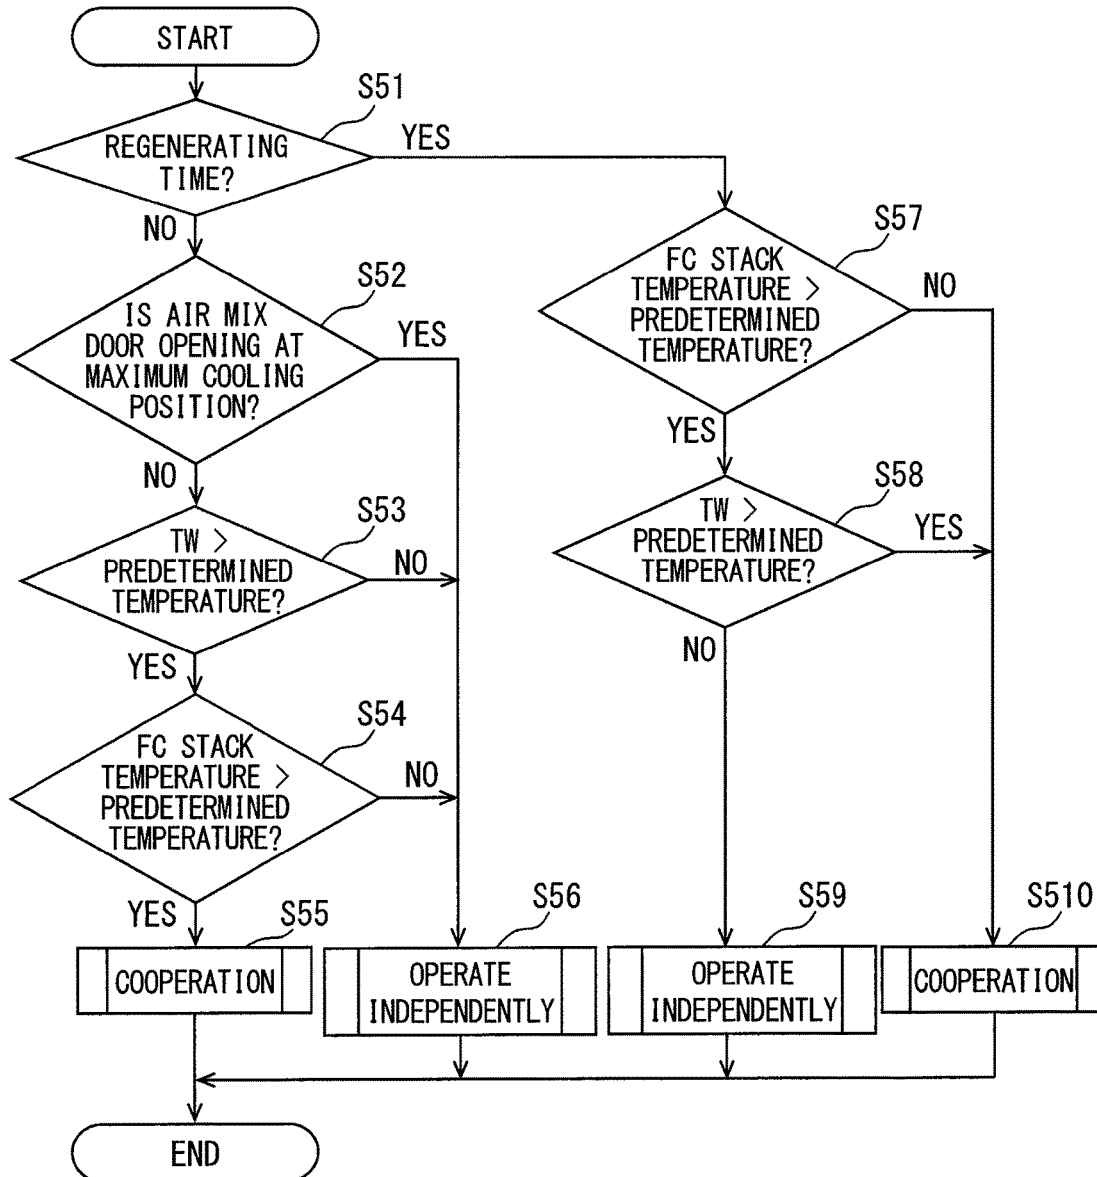 START
S51
REGENERATING
TIME?
YES
NO
S52
IS AIR MIX
DOOR OPENING AT
MAXIMUM COOLING
POSITION?
YES
NO
S53
TW >
PREDETERMINED
TEMPERATURE?
NO
YES
S54
FC STACK
TEMPERATURE >
PREDETERMINED
TEMPERATURE?
NO
YES
S55
COOPERATION
S56
OPERATE
INDEPENDENTLY
S57
FC STACK
TEMPERATURE >
PREDETERMINED
TEMPERATURE?
NO
YES
S58
TW >
PREDETERMINED
TEMPERATURE?
YES
NO
S59
OPERATE
INDEPENDENTLY
S510
COOPERATION
END